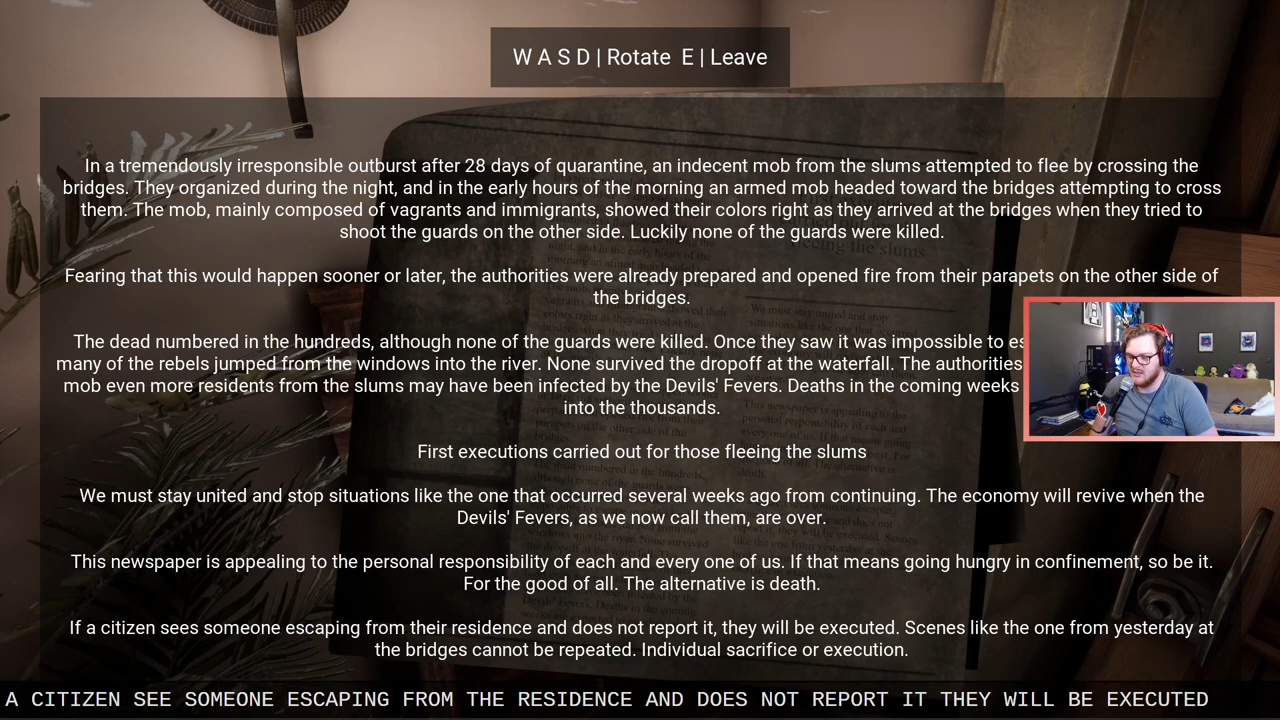 W A S D | Rotate E | Leave
In a tremendously irresponsible outburst after 28 days of quarantine, an indecent mob from the slums attempted to flee by crossing the
bridges. They organized during the night, and in the early hours of the morning an armed mob headed toward the bridges attempting to cross
them. The mob, mainly composed of vagrants and immigrants, showed their colors right as they arrived at the bridges when they tried to
shoot the guards on the other side. Luckily none of the guards were killed.
Fearing that this would happen sooner or later, the authorities were already prepared and opened fire from their parapets on the other side of
the bridges.
The dead numbered in the hundreds, although none of the guards were killed. Once they saw it was impossible to es
many of the rebels jumped from the windows into the river. None survived the dropoff at the waterfall. The authorities
mob even more residents from the slums may have been infected by the Devils' Fevers. Deaths in the coming weeks
into the thousands.
First executions carried out for those fleeing the slums
We must stay united and stop situations like the one that occurred several weeks ago from continuing. The economy will revive when the
Devils' Fevers, as we now call them, are over.
This newspaper is appealing to the personal responsibility of each and every one of us. If that means going hungry in confinement, so be it.
For the good of all. The alternative is death.
If a citizen sees someone escaping from their residence and does not report it, they will be executed. Scenes like the one from yesterday at
the bridges cannot be repeated. Individual sacrifice or execution.
A CITIZEN SEE SOMEONE ESCAPING FROM THE RESIDENCE AND DOES NOT REPORT IT THEY WILL BE EXECUTED